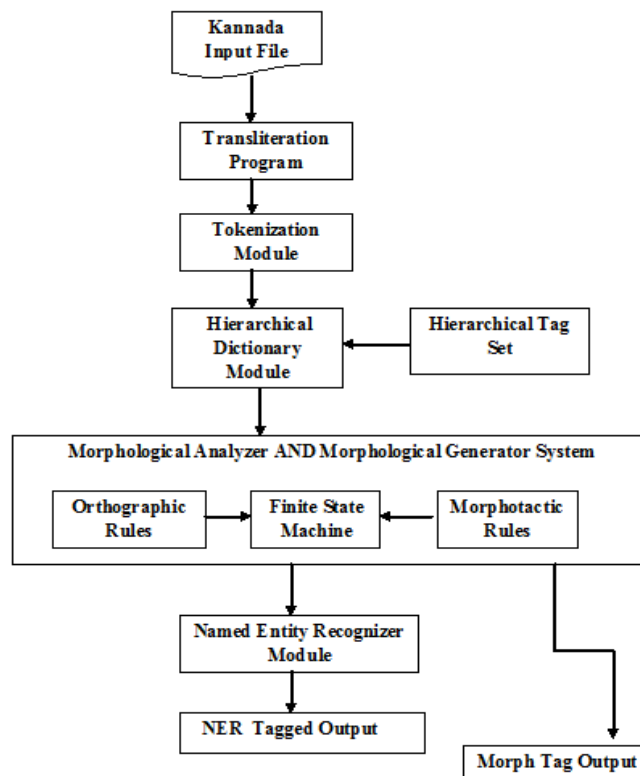 Kannada
Input File
Transliteration
Program
Tokenization
Module
Hierarchical
Dictionary
Module
Hierarchical Tag
Set
Morphological Analyzer AND Morphological Generator System
Orthographic
Rules
Finite State
Machine
Morphotactic
Rules
Named Entity Recognizer
Module
NER Tagged Output
Morph Tag Output